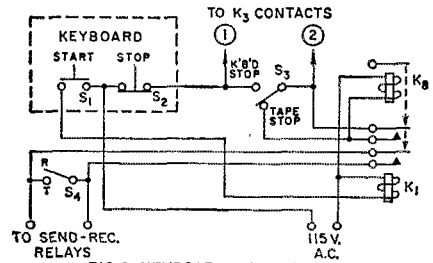 TO K3 CONTACTS
KEYBOARD
START STOP
1 2
K'B'D STOP
S3
K8
S1 S2
TAPE STOP
R
S4
K1
TO SEND-REC. RELAYS
115 V. A.C.